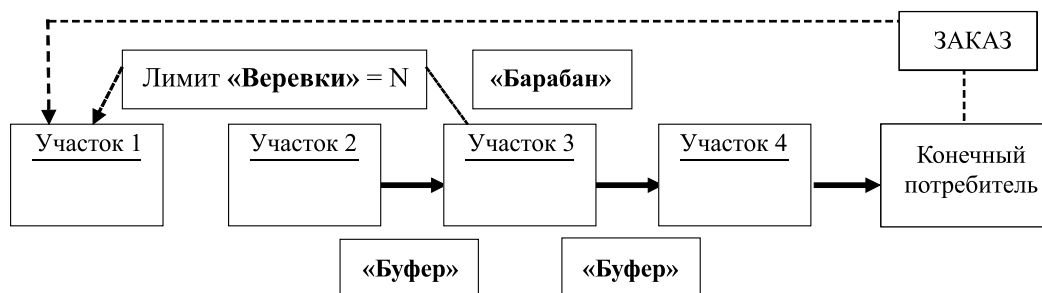 ЗАКАЗ
Лимит «Веревки» = N
«Барабан»
Участок 1
Участок 2
Участок 3
Участок 4
Конечный
потребитель
«Буфер»
«Буфер»